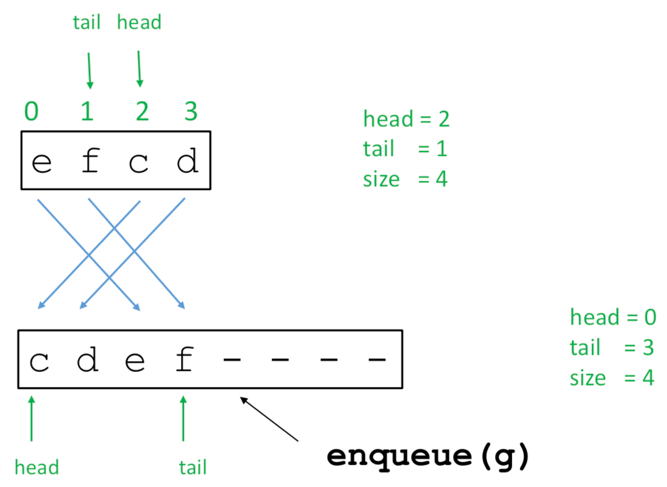 tail head
0 1 2 3
e f c d
head = 2
tail = 1
size = 4
c d e f - - - -
head = 0
tail = 3
size = 4
head tail
enqueue(g)